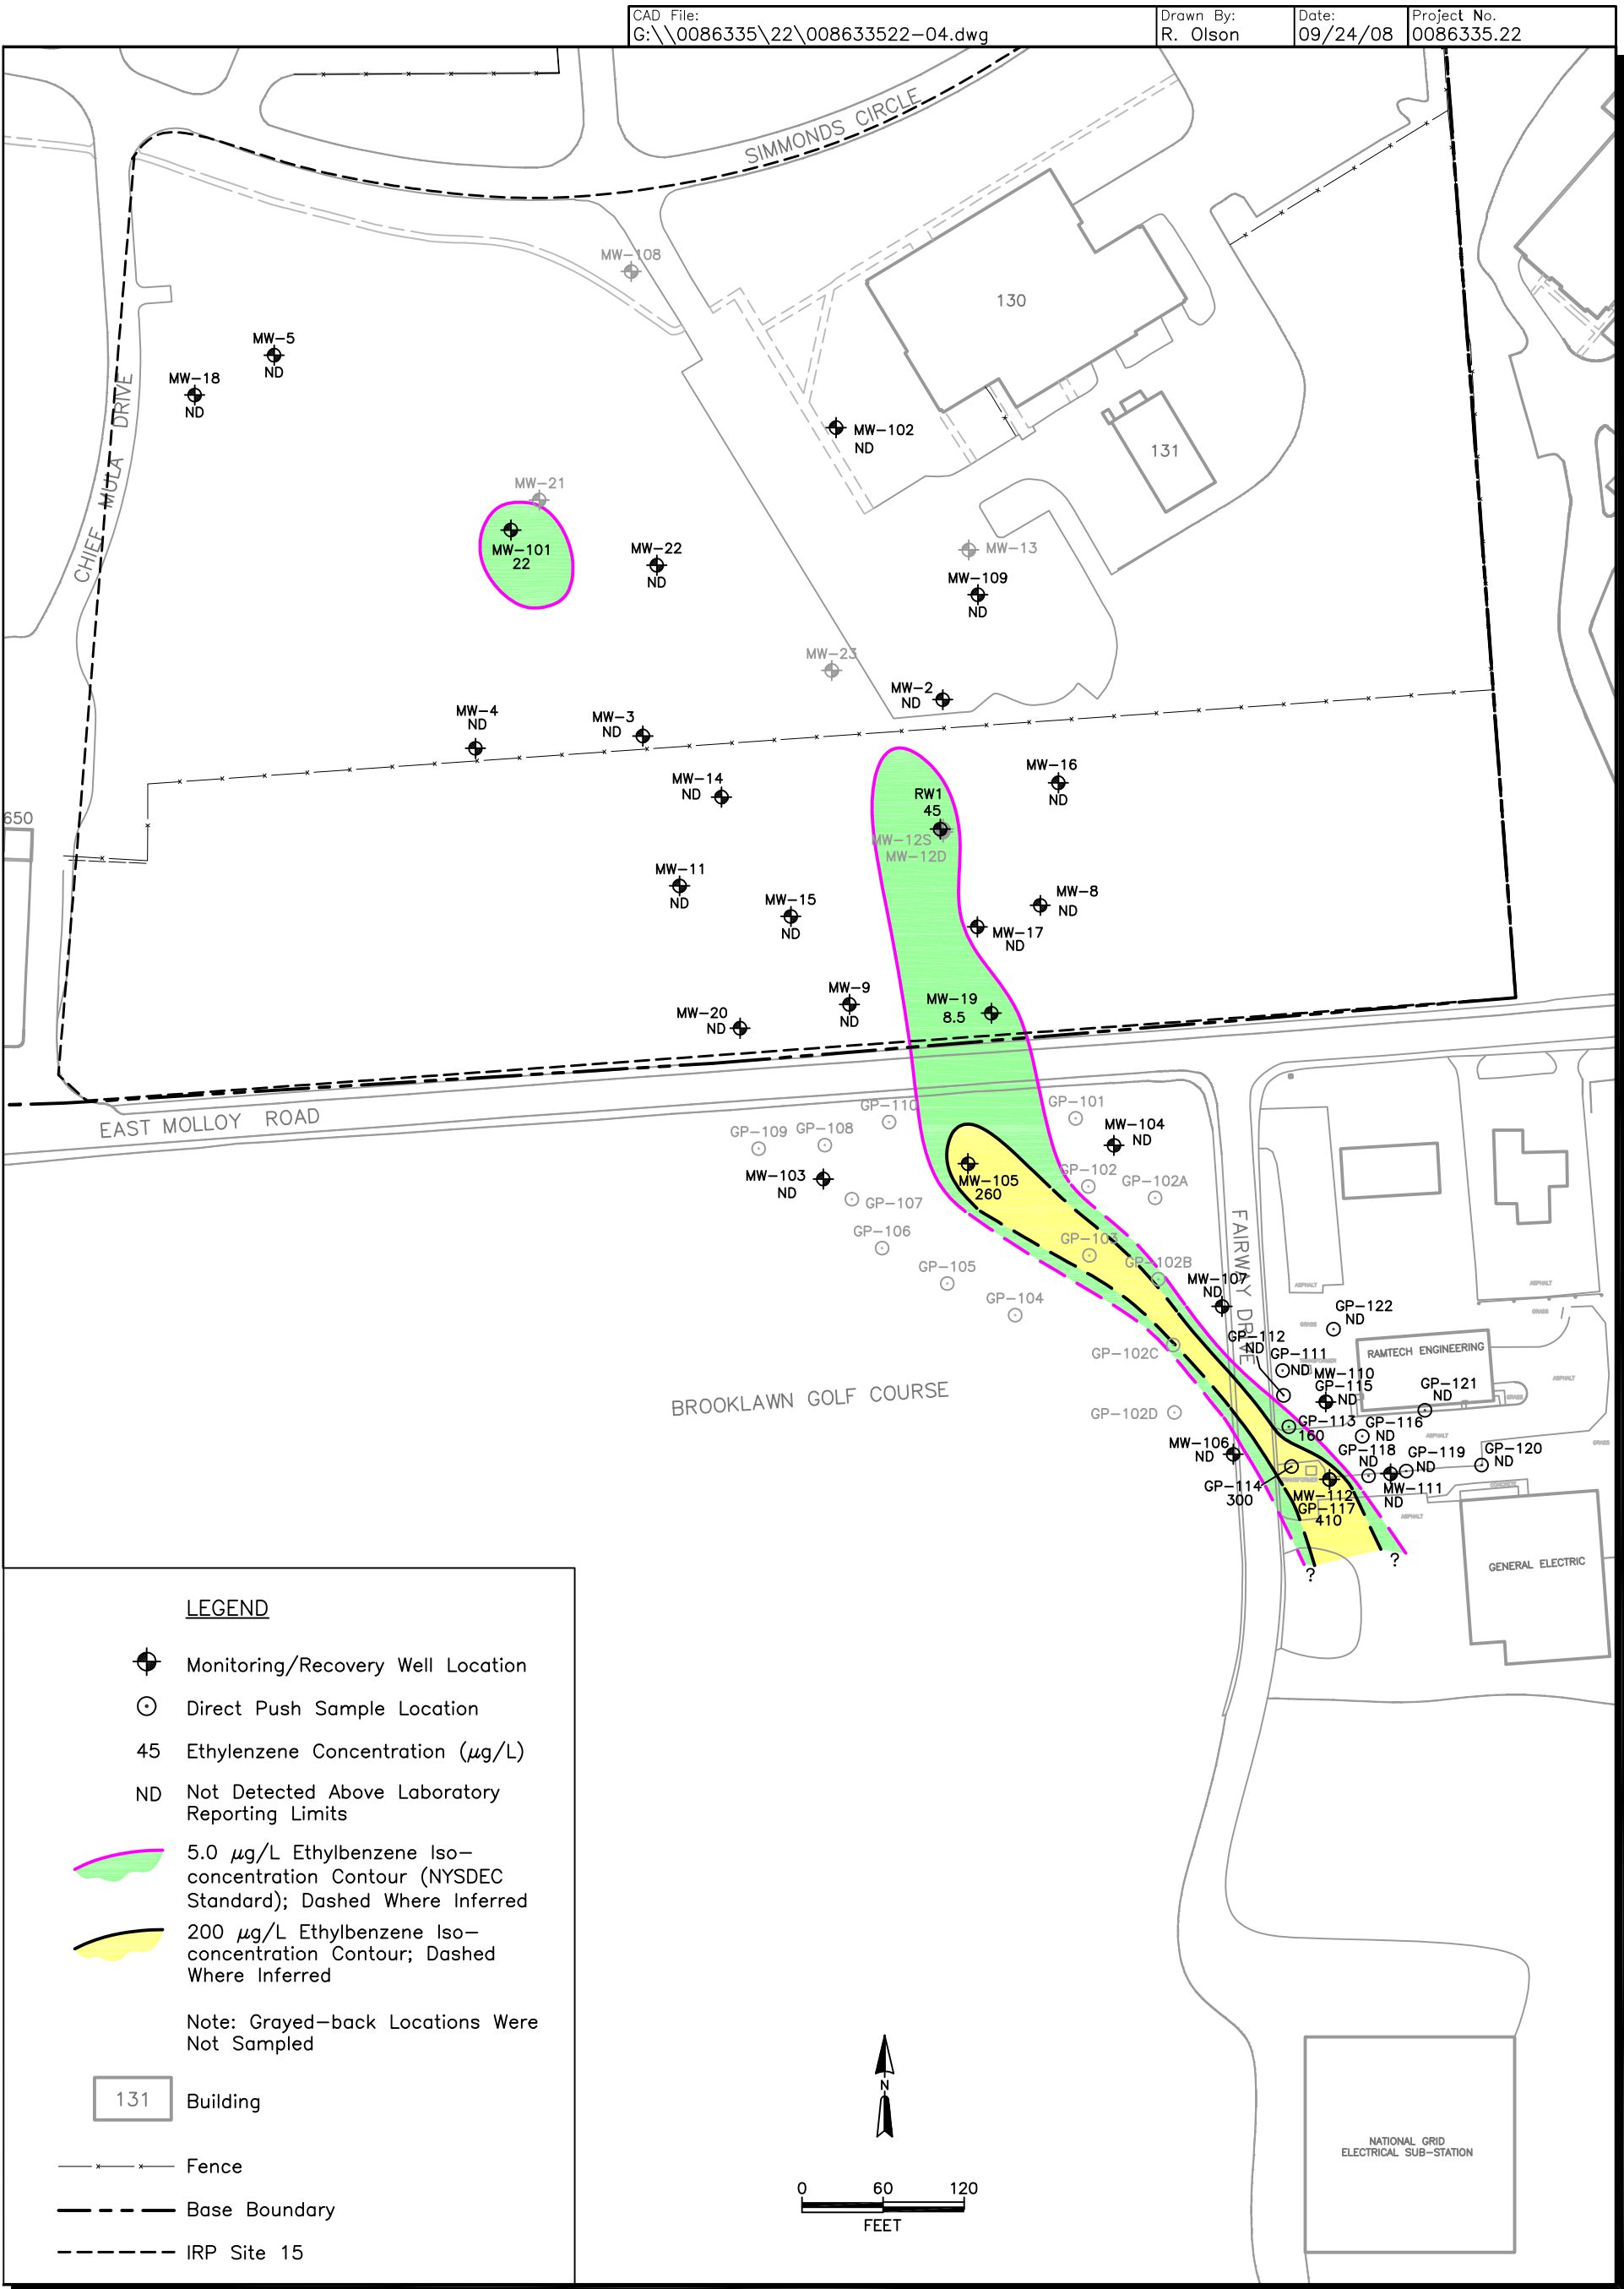 CAD File:
G:\\0086335\22\008633522-04.dwg
Drawn By:
R. Olson
Date:
09/24/08
Project No.
0086335.22
SIMMONDS CIRCLE
MW-108
130
MW-5
ND
MW-18
ND
CHIEF MULA DRIVE
MW-102
ND
131
MW-21
MW-101
22
MW-22
ND
MW-13
MW-109
ND
MW-23
MW-2
ND
MW-4
ND
MW-3
ND
MW-14
ND
MW-16
ND
RW1
45
MW-12S
MW-12D
650
MW-11
ND
MW-15
ND
MW-8
ND
MW-17
ND
MW-9
ND
MW-19
8.5
MW-20
ND
EAST MOLLOY ROAD
GP-110
GP-101
GP-109
GP-108
MW-104
ND
MW-103
ND
MW-105
260
GP-102
GP-102A
GP-107
GP-106
GP-103
GP-102B
GP-105
GP-104
FAIRWAY DRIVE
MW-107
ND
ASPHALT
ASPHALT
GRASS
GRASS
GP-122
ND
GP-112
ND
GP-111
ND
RAMTECH ENGINEERING
GP-102C
TRANSFORMER
MW-110
GP-115
ND
GP-121
ND
GRASS
ASPHALT
BROOKLAWN GOLF COURSE
GP-102D
GP-113
160
GP-116
ND
ASPHALT
GRASS
MW-106
ND
GP-118
ND
GP-119
ND
GP-120
ND
GP-114
300
TRANSFORMER
MW-112
GP-117
410
MW-111
ND
CONCRETE
ASPHALT
?
?
GENERAL ELECTRIC
LEGEND
Monitoring/Recovery Well Location
Direct Push Sample Location
45 Ethylenzene Concentration (µg/L)
ND Not Detected Above Laboratory
Reporting Limits
5.0 µg/L Ethylbenzene Iso-
concentration Contour (NYSDEC
Standard); Dashed Where Inferred
200 µg/L Ethylbenzene Iso-
concentration Contour; Dashed
Where Inferred
Note: Grayed-back Locations Were
Not Sampled
131 Building
Fence
Base Boundary
IRP Site 15
N
0 60 120
FEET
NATIONAL GRID
ELECTRICAL SUB-STATION